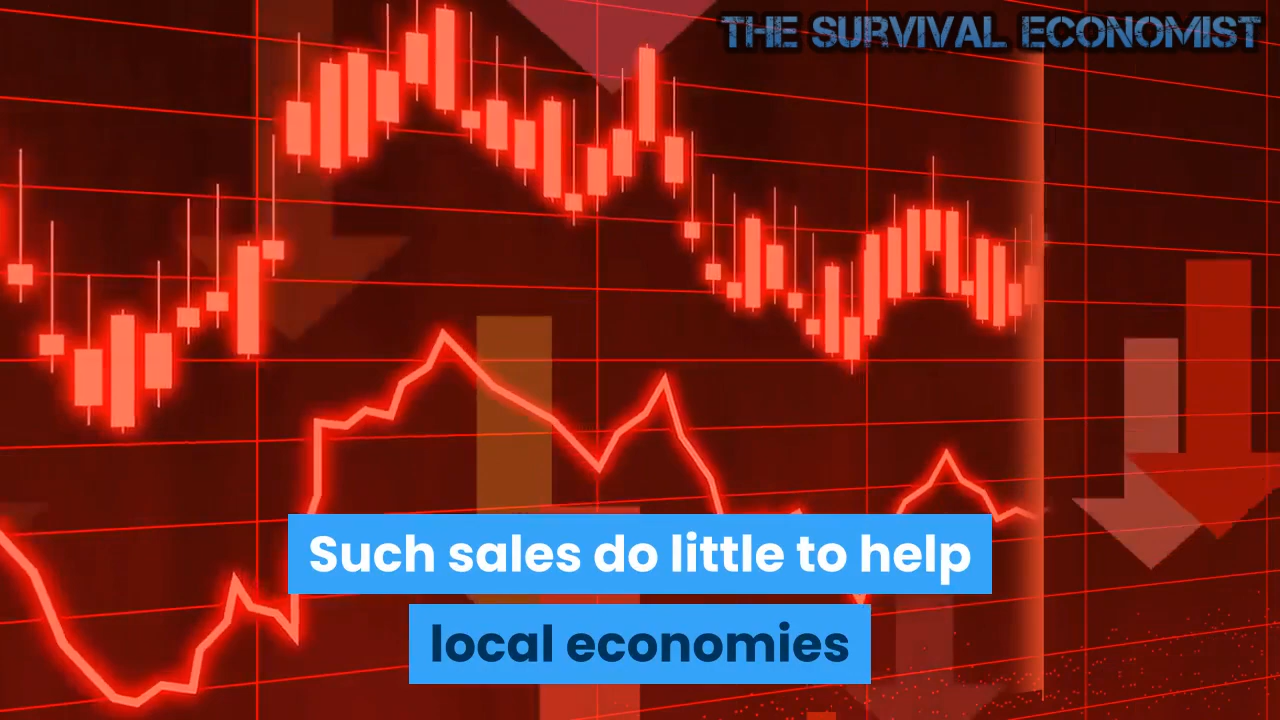 THE SURVIVAL ECONOMIST
Such sales do little to help
local economies